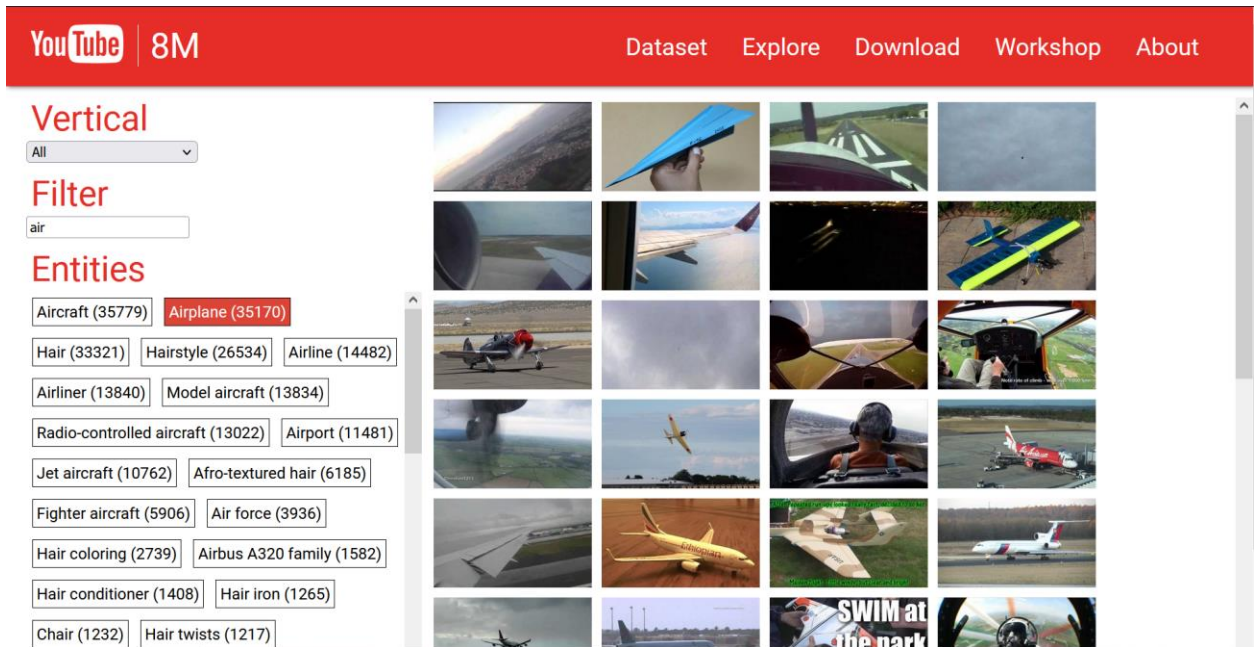 YouTube 8M
Dataset Explore Download Workshop About
Vertical
All
Filter
air
Entities
Aircraft (35779) Airplane (35170)
Hair (33321) Hairstyle (26534) Airline (14482)
Airliner (13840) Model aircraft (13834)
Radio-controlled aircraft (13022) Airport (11481)
Jet aircraft (10762) Afro-textured hair (6185)
Fighter aircraft (5906) Air force (3936)
Hair coloring (2739) Airbus A320 family (1582)
Hair conditioner (1408) Hair iron (1265)
Chair (1232) Hair twists (1217)
Ethiopian
SWIM at
the park